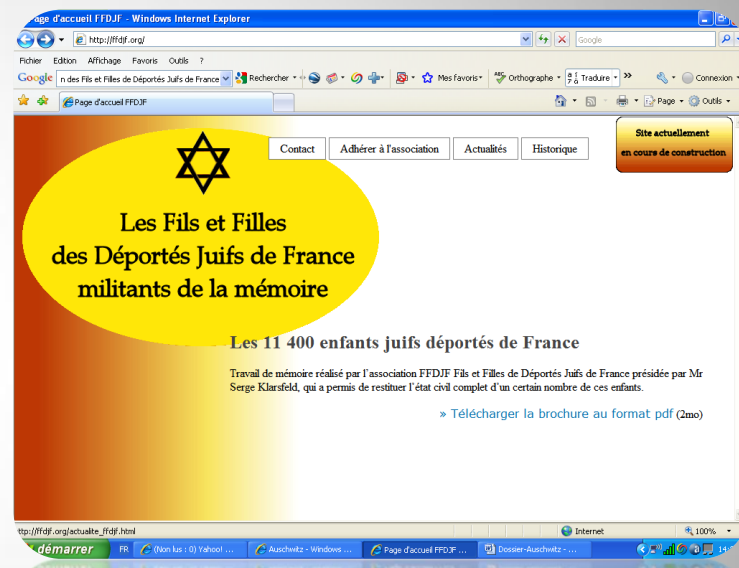 Page d'accueil FFDJF - Windows Internet Explorer
http://ffdjf.org/
Google
Fichier Edition Affichage Favoris Outils ?
Google n des Fils et Filles de Déportés Juifs de France Rechercher Mes favoris Orthographe Traduire » Connexion
Page d'accueil FFDJF
Page Outils
Contact Adhérer à l'association Actualités Historique
Site actuellement
en cours de construction
Les Fils et Filles
des Déportés Juifs de France
militants de la mémoire
Les 11 400 enfants juifs déportés de France
Travail de mémoire réalisé par l'association FFDJF Fils et Filles de Déportés Juifs de France présidée par Mr
Serge Klarsfeld, qui a permis de restituer l'état civil complet d'un certain nombre de ces enfants.
» Télécharger la brochure au format pdf (2mo)
ttp://ffdjf.org/actualite_ffdjf.html
Internet
100%
démarrer FR (Non lus : 0) Yahoo! ... Auschwitz - Windows ... Page d'accueil FFDJF ... Dossier-Auschwitz - ...